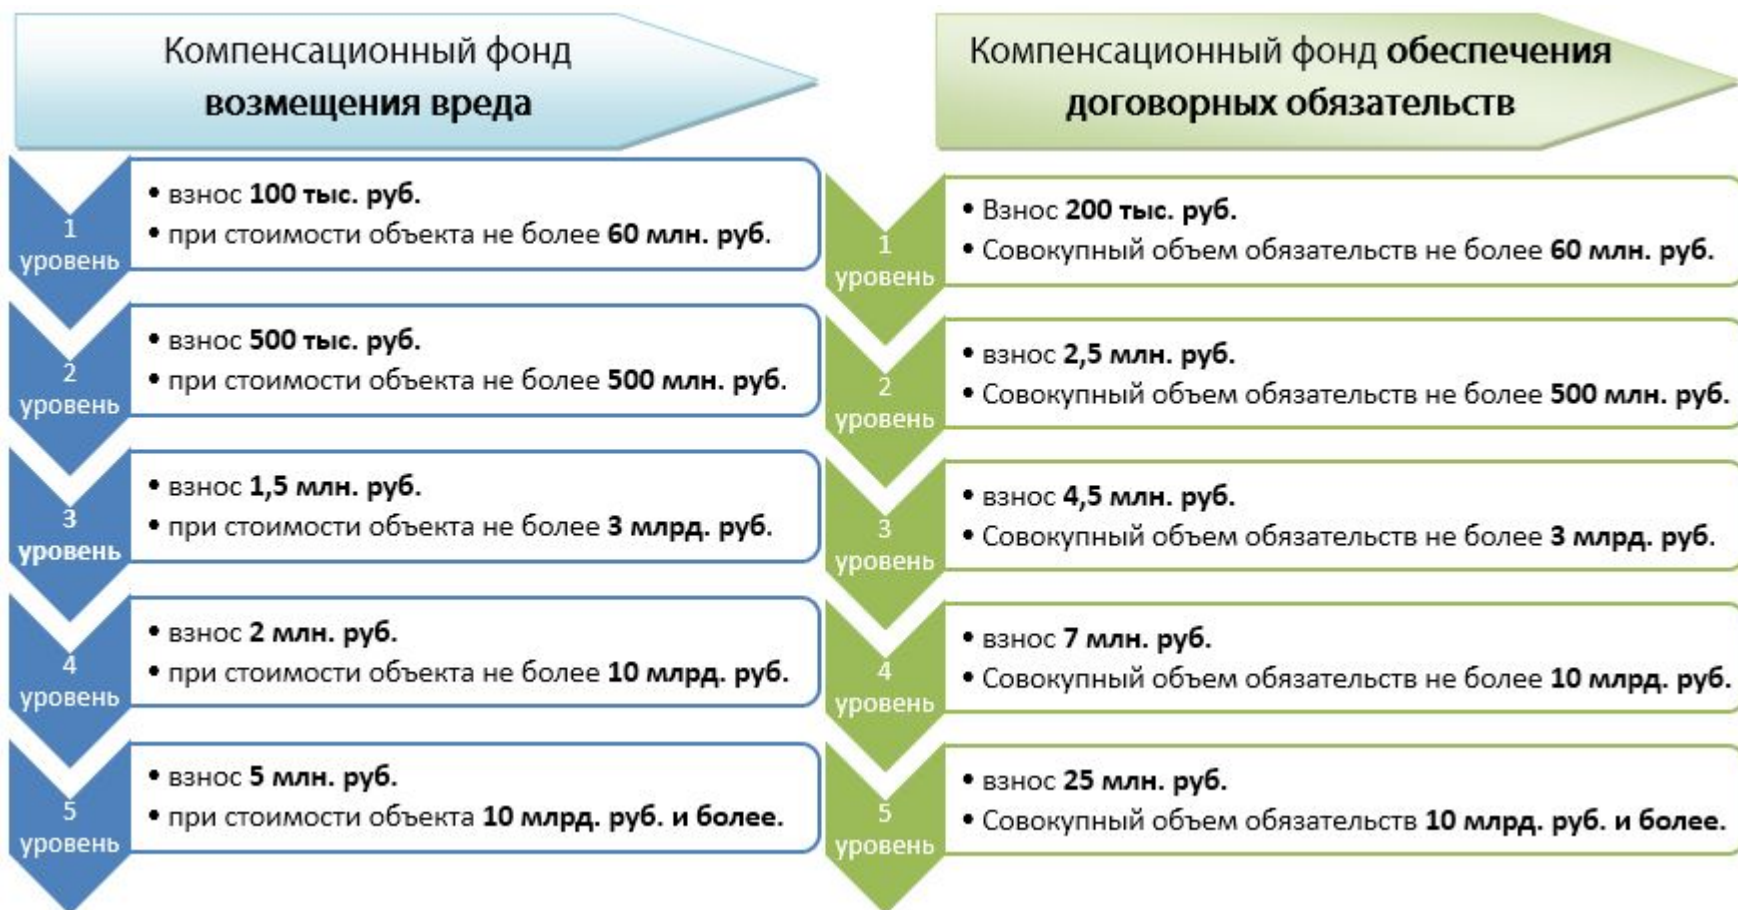 Компенсационный фонд
возмещения вреда
1
уровень
• взнос 100 тыс. руб.
• при стоимости объекта не более 60 млн. руб.
2
уровень
• взнос 500 тыс. руб.
• при стоимости объекта не более 500 млн. руб.
3
уровень
• взнос 1,5 млн. руб.
• при стоимости объекта не более 3 млрд. руб.
4
уровень
• взнос 2 млн. руб.
• при стоимости объекта не более 10 млрд. руб.
5
уровень
• взнос 5 млн. руб.
• при стоимости объекта 10 млрд. руб. и более.
Компенсационный фонд обеспечения
договорных обязательств
1
уровень
• Взнос 200 тыс. руб.
• Совокупный объем обязательств не более 60 млн. руб.
2
уровень
• взнос 2,5 млн. руб.
• Совокупный объем обязательств не более 500 млн. руб.
3
уровень
• взнос 4,5 млн. руб.
• Совокупный объем обязательств не более 3 млрд. руб.
4
уровень
• взнос 7 млн. руб.
• Совокупный объем обязательств не более 10 млрд. руб.
5
уровень
• взнос 25 млн. руб.
• Совокупный объем обязательств 10 млрд. руб. и более.